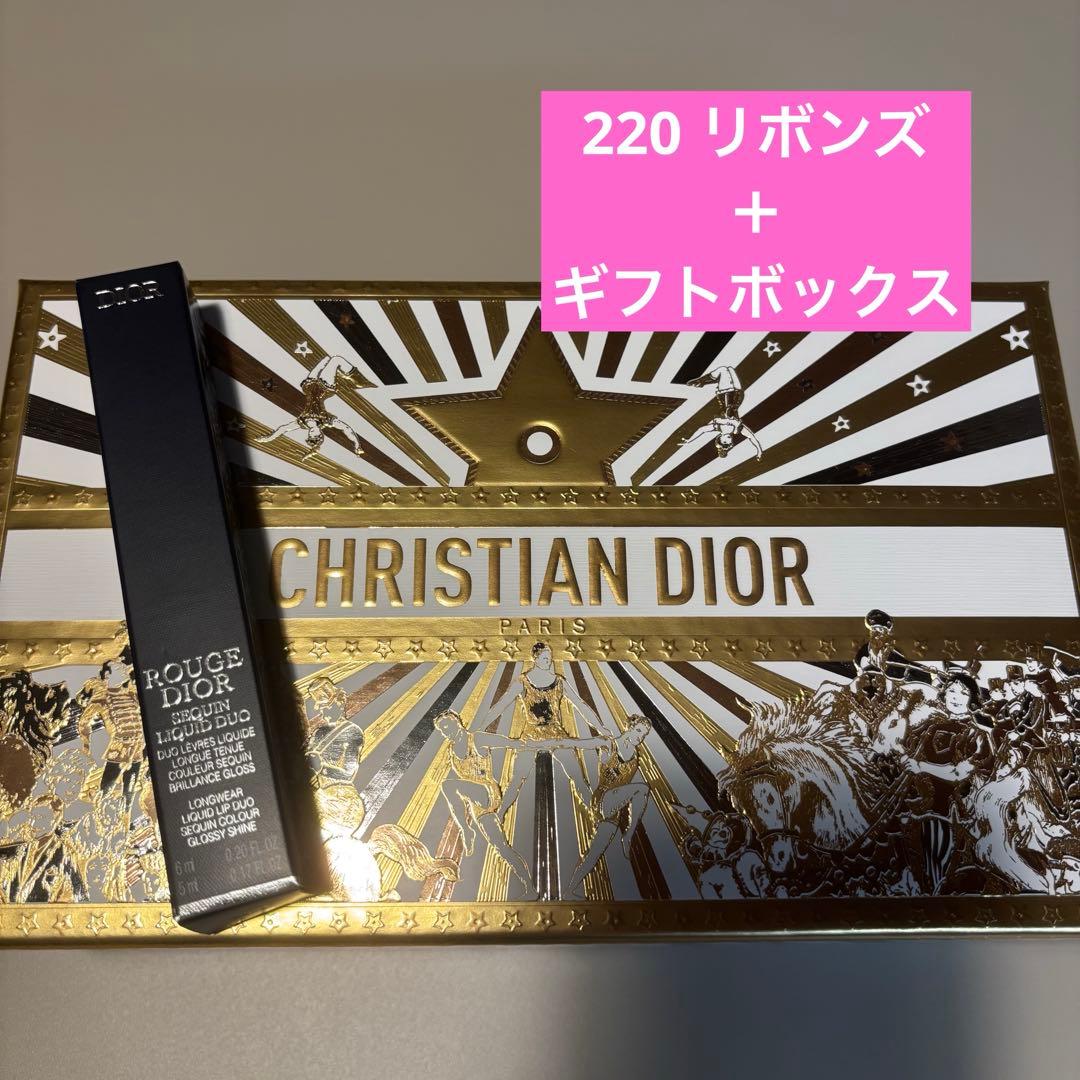 220 リボンズ
＋
ギフトボックス
DIOR
CHRISTIAN DIOR
PARIS
ROUGE
DIOR
SEQUIN
LIQUID DUO
DUO LÈVRES LIQUIDE
LONGUE TENUE
COULEUR SEQUIN
BRILLANCE GLOSS
LONGWEAR
LIQUID LIP DUO
SEQUIN COLOUR
GLOSSY SHINE
6 ml 0.20 FL.OZ
5 ml 0.17 FL.OZ